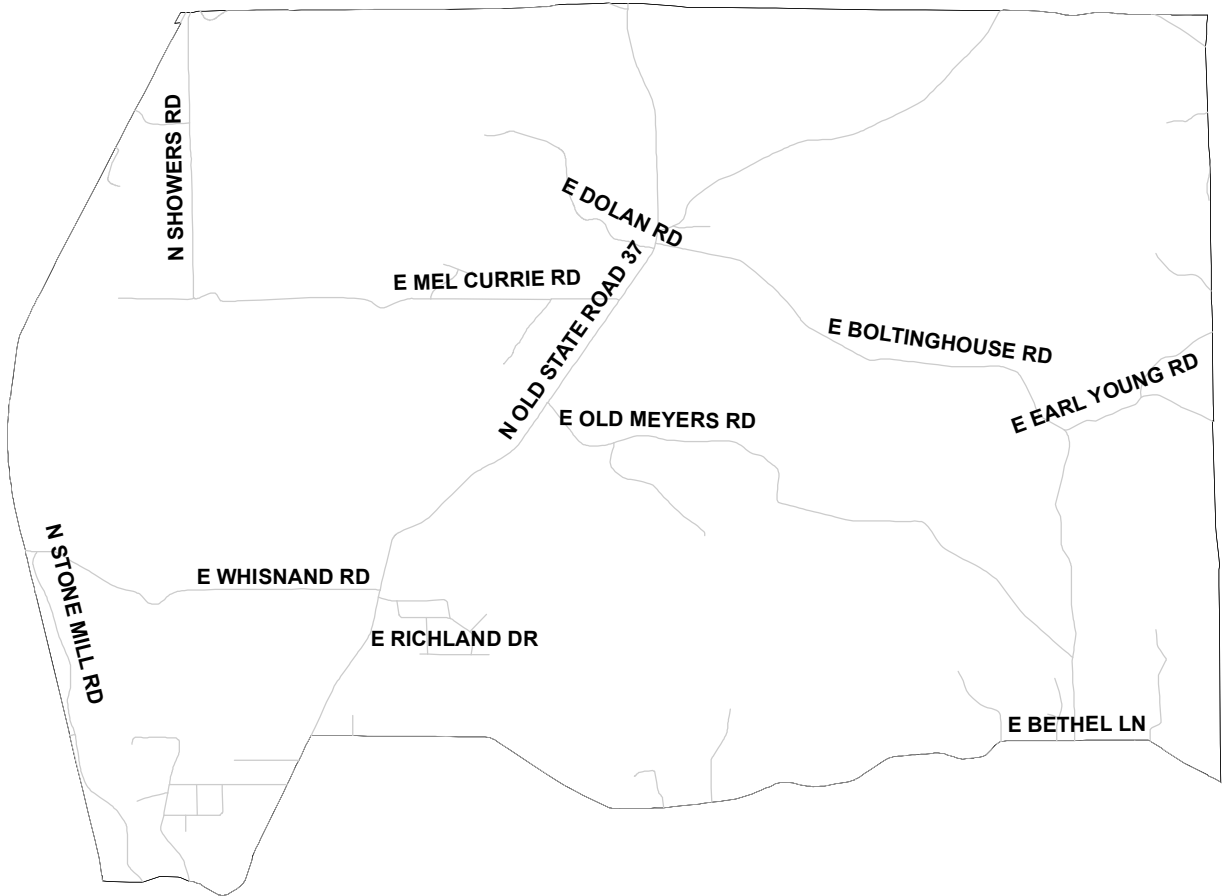 N SHOWERS RD
E DOLAN RD
E MEL CURRIE RD
N OLD STATE ROAD 37
E BOLTINGHOUSE RD
E EARL YOUNG RD
E OLD MEYERS RD
N STONE MILL RD
E WHISNAND RD
E RICHLAND DR
E BETHEL LN